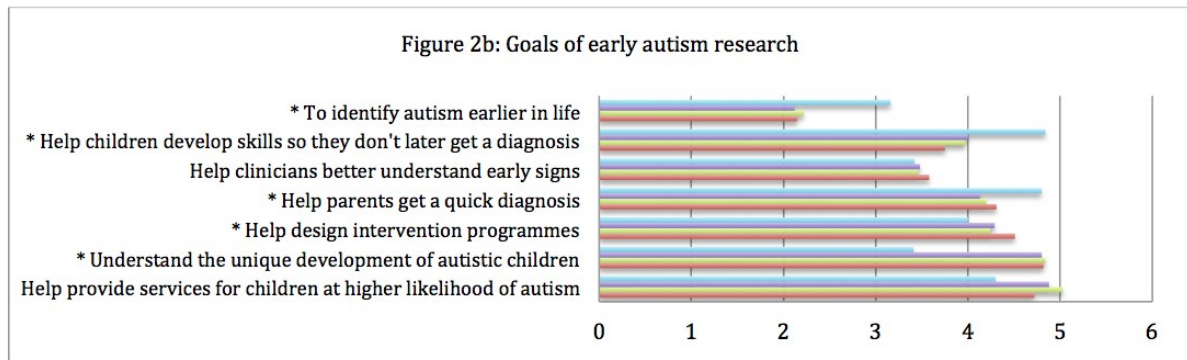 Figure 2b: Goals of early autism research
* To identify autism earlier in life
* Help children develop skills so they don't later get a diagnosis
Help clinicians better understand early signs
* Help parents get a quick diagnosis
* Help design intervention programmes
* Understand the unique development of autistic children
Help provide services for children at higher likelihood of autism
0 1 2 3 4 5 6